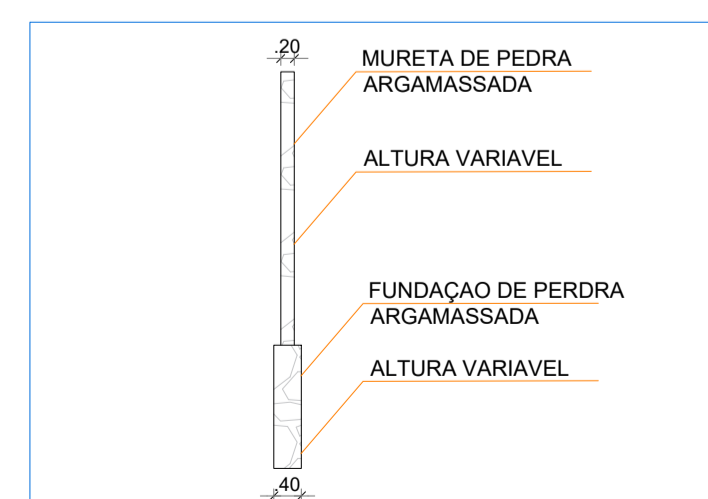 .20
MURETA DE PEDRA
ARGAMASSADA
ALTURA VARIAVEL
FUNDAÇAO DE PERDRA
ARGAMASSADA
ALTURA VARIAVEL
.40